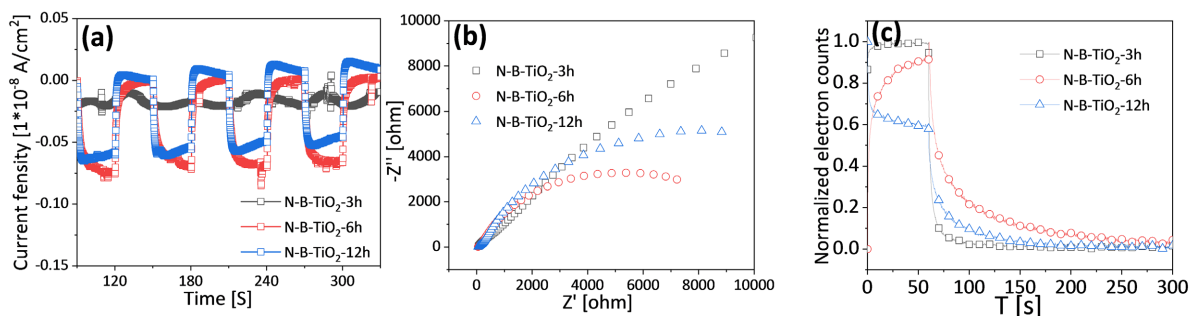 (a)
Current fensity [1*10⁻⁸ A/cm²]
0.05
0.00
-0.05
-0.10
-0.15
120 180 240 300
Time [S]
N-B-TiO₂-3h
N-B-TiO₂-6h
N-B-TiO₂-12h
(b)
-Z'' [ohm]
10000
8000
6000
4000
2000
0
0 2000 4000 6000 8000 10000
Z' [ohm]
N-B-TiO₂-3h
N-B-TiO₂-6h
N-B-TiO₂-12h
(c)
Normalized electron counts
1.0
0.8
0.6
0.4
0.2
0.0
0 50 100 150 200 250 300
T [s]
N-B-TiO₂-3h
N-B-TiO₂-6h
N-B-TiO₂-12h